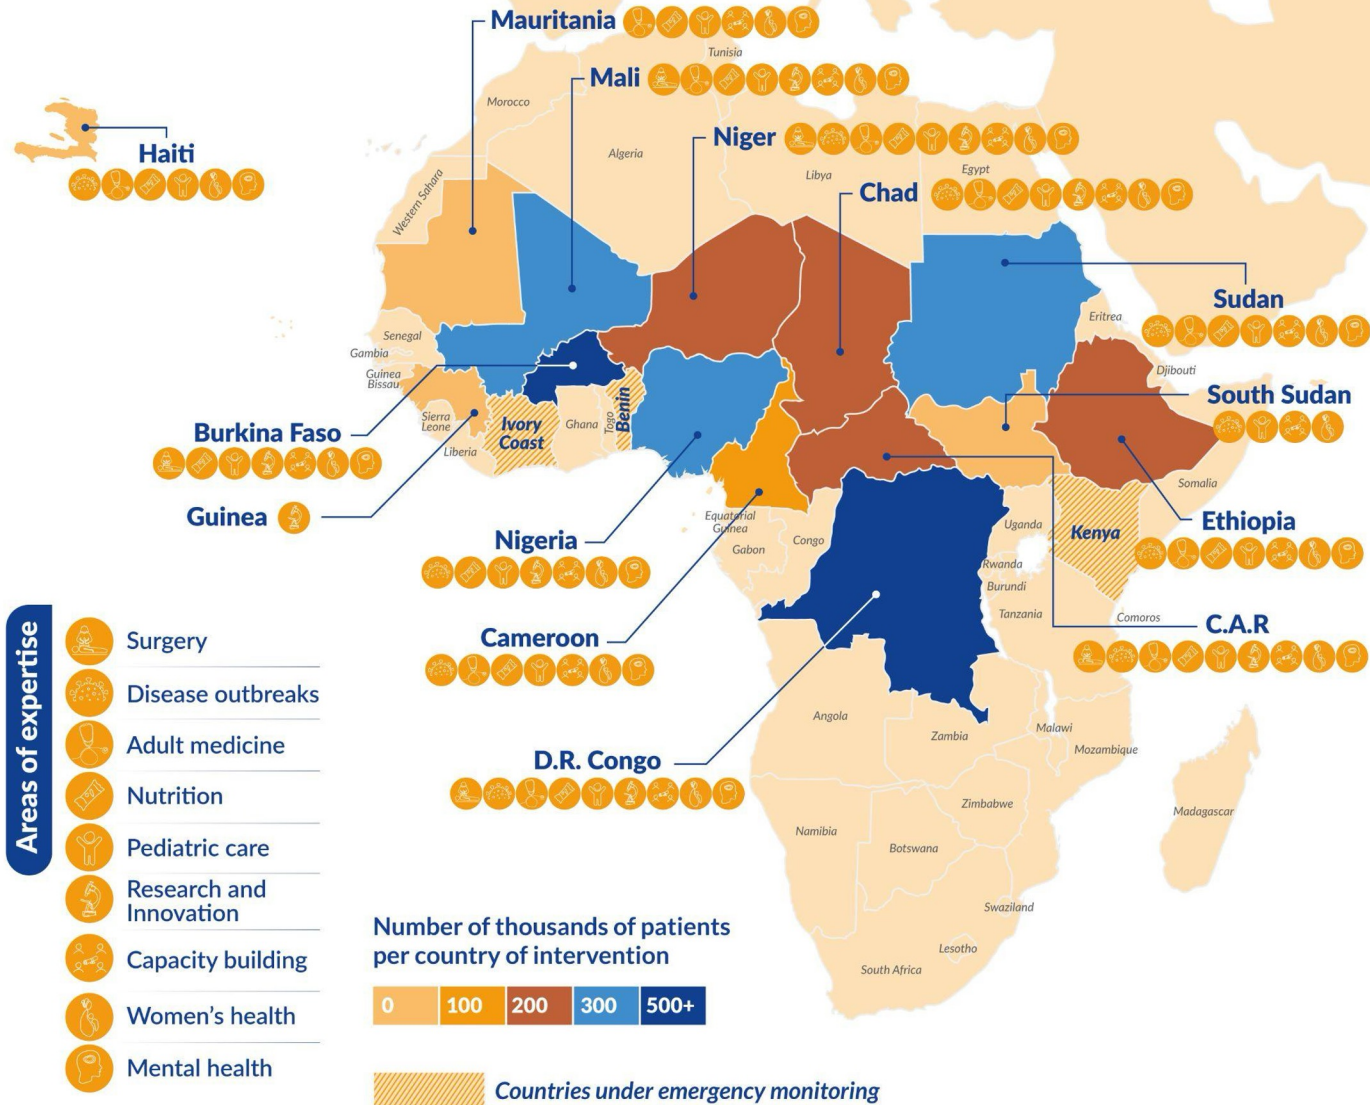 Mauritania
Tunisia
Mali
Morocco
Niger
Haiti
Algeria
Libya
Egypt
Western Sahara
Chad
Sudan
Eritrea
Senegal
Gambia
Guinea
Bissau
Djibouti
South Sudan
Burkina Faso
Sierra
Leone
Liberia
Ivory
Coast
Ghana
Togo
Benin
Somalia
Guinea
Equatorial
Guinea
Nigeria
Gabon
Congo
Uganda
Kenya
Ethiopia
Rwanda
Burundi
Tanzania
Comoros
Cameroon
C.A.R
D.R. Congo
Angola
Zambia
Malawi
Mozambique
Zimbabwe
Madagascar
Namibia
Botswana
Swaziland
Lesotho
South Africa
Areas of expertise
Surgery
Disease outbreaks
Adult medicine
Nutrition
Pediatric care
Research and
Innovation
Capacity building
Women's health
Mental health
Number of thousands of patients
per country of intervention
0 100 200 300 500+
Countries under emergency monitoring